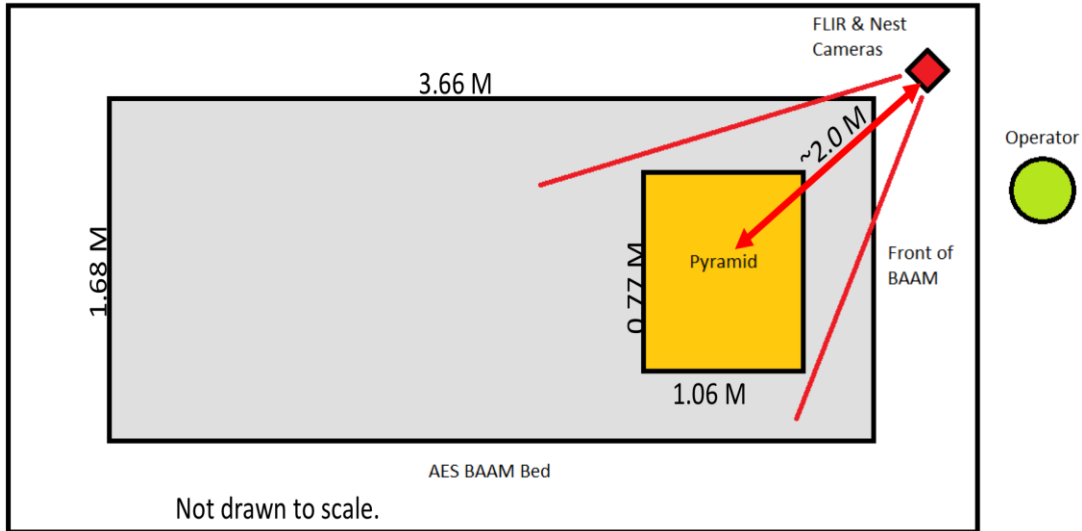 FLIR & Nest
Cameras
3.66 M
~2.0 M
Operator
1.68 M
0.77 M
Pyramid
Front of
BAAM
1.06 M
AES BAAM Bed
Not drawn to scale.